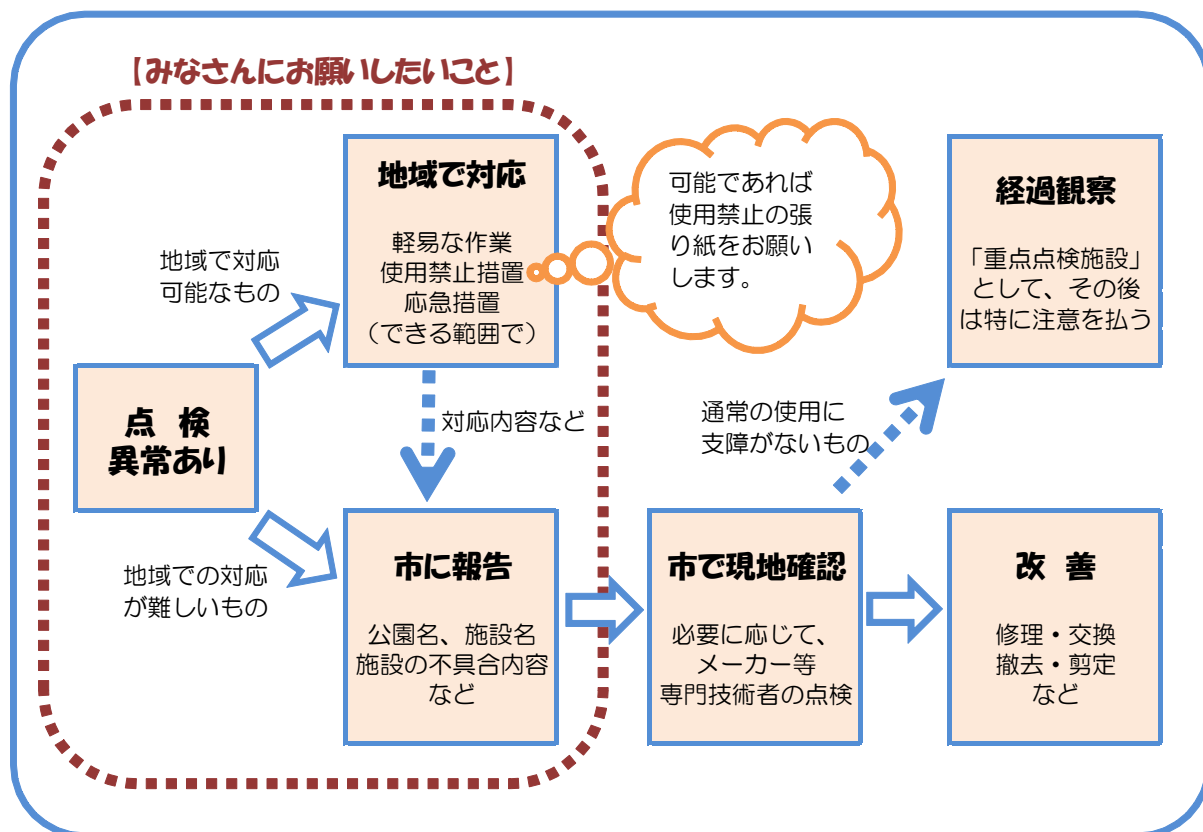 【みなさんにお願いしたいこと】
地域で対応
軽易な作業
使用禁止措置
応急措置
（できる範囲で）
可能であれば
使用禁止の張
り紙をお願い
します。
経過観察
「重点点検施設」
として、その後
は特に注意を払う
地域で対応
可能なもの
点 検
異常あり
対応内容など
通常の使用に
支障がないもの
地域での対応
が難しいもの
市に報告
公園名、施設名
施設の不具合内容
など
市で現地確認
必要に応じて、
メーカー等
専門技術者の点検
改 善
修理・交換
撤去・剪定
など